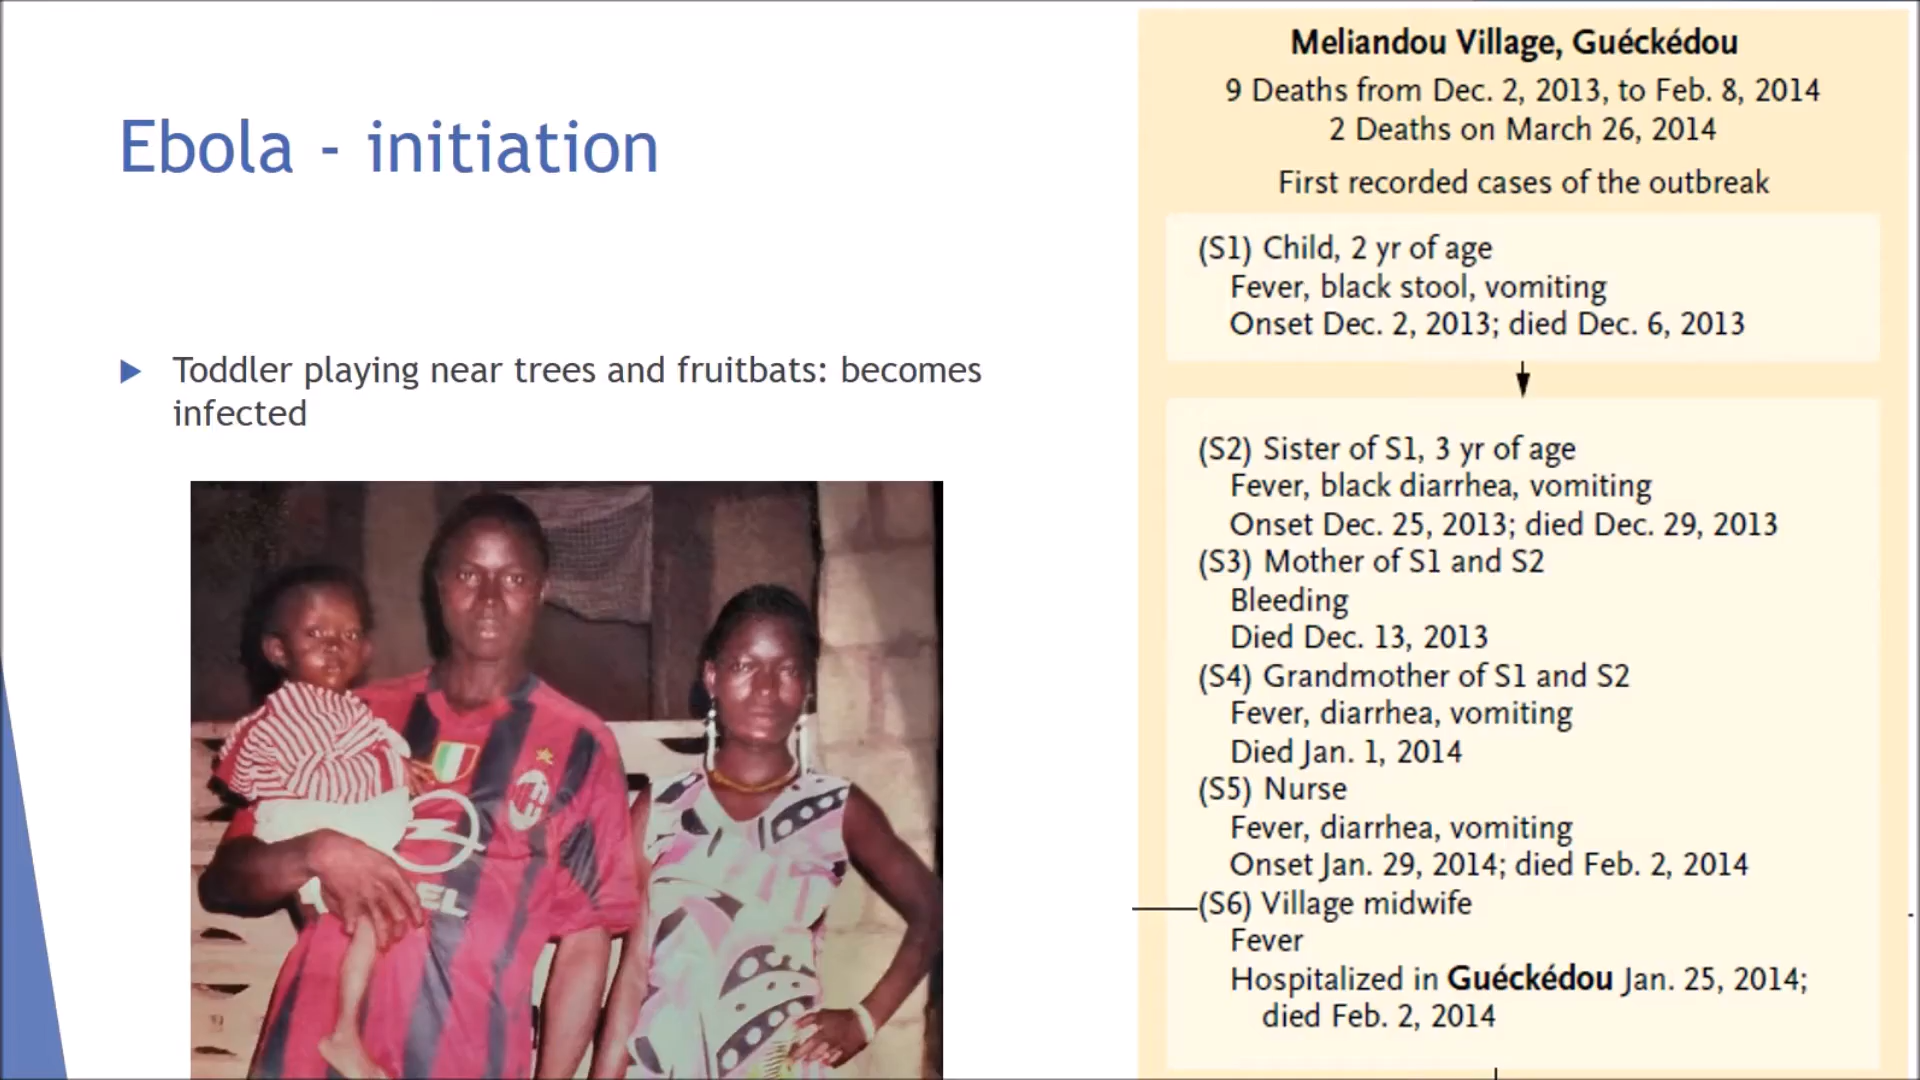 Ebola - initiation
Toddler playing near trees and fruitbats: becomes
infected
EL
Meliandou Village, Guéckédou
9 Deaths from Dec. 2, 2013, to Feb. 8, 2014
2 Deaths on March 26, 2014
First recorded cases of the outbreak
(S1) Child, 2 yr of age
Fever, black stool, vomiting
Onset Dec. 2, 2013; died Dec. 6, 2013
(S2) Sister of S1, 3 yr of age
Fever, black diarrhea, vomiting
Onset Dec. 25, 2013; died Dec. 29, 2013
(S3) Mother of S1 and S2
Bleeding
Died Dec. 13, 2013
(S4) Grandmother of S1 and S2
Fever, diarrhea, vomiting
Died Jan. 1, 2014
(S5) Nurse
Fever, diarrhea, vomiting
Onset Jan. 29, 2014; died Feb. 2, 2014
(S6) Village midwife
Fever
Hospitalized in Guéckédou Jan. 25, 2014;
died Feb. 2, 2014